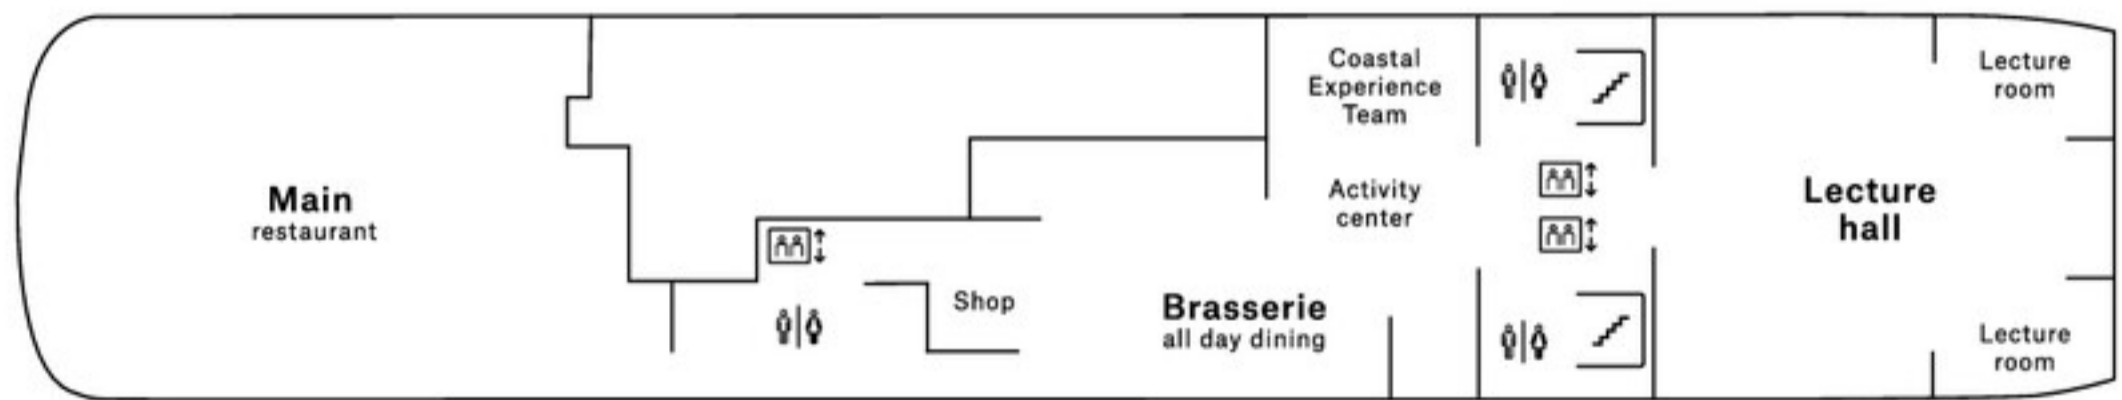 Main
restaurant
Shop
Brasserie
all day dining
Coastal
Experience
Team
Activity
center
Lecture
hall
Lecture
room
Lecture
room